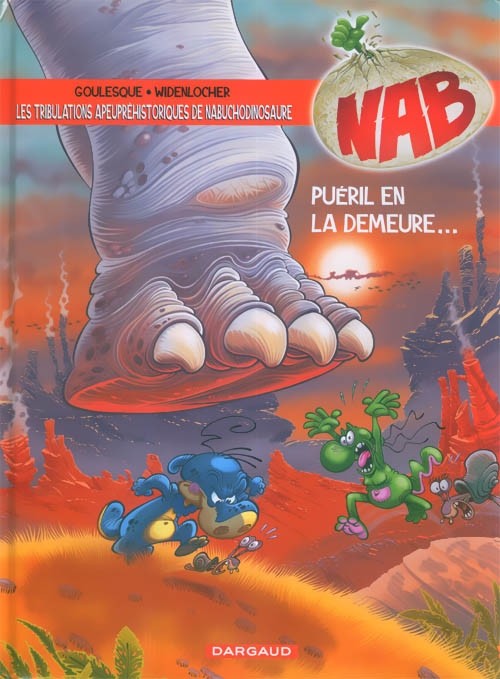 GOULESQUE • WIDENLOCHER
LES TRIBULATIONS APEUPRÉHISTORIQUES DE NABUCHODINOSAURE
NAB
PUÉRIL EN
LA DEMEURE...
DARGAUD